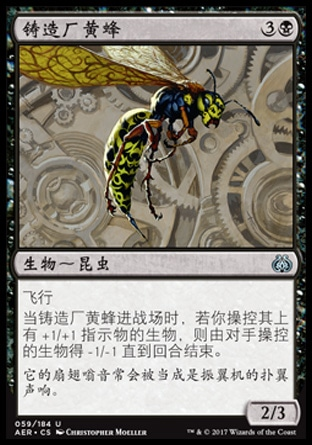 铸造厂黄蜂 3
生物～昆虫
飞行
当铸造厂黄蜂进战场时，若你操控其上
有 +1/+1 指示物的生物，则由对手操控
的生物得 -1/-1 直到回合结束。
它的扇翅嗡音常会被当成是振翼机的扑翼
声响。
059/184 U
AER • CS Christopher Moeller
™ & © 2017 Wizards of the Coast
2/3